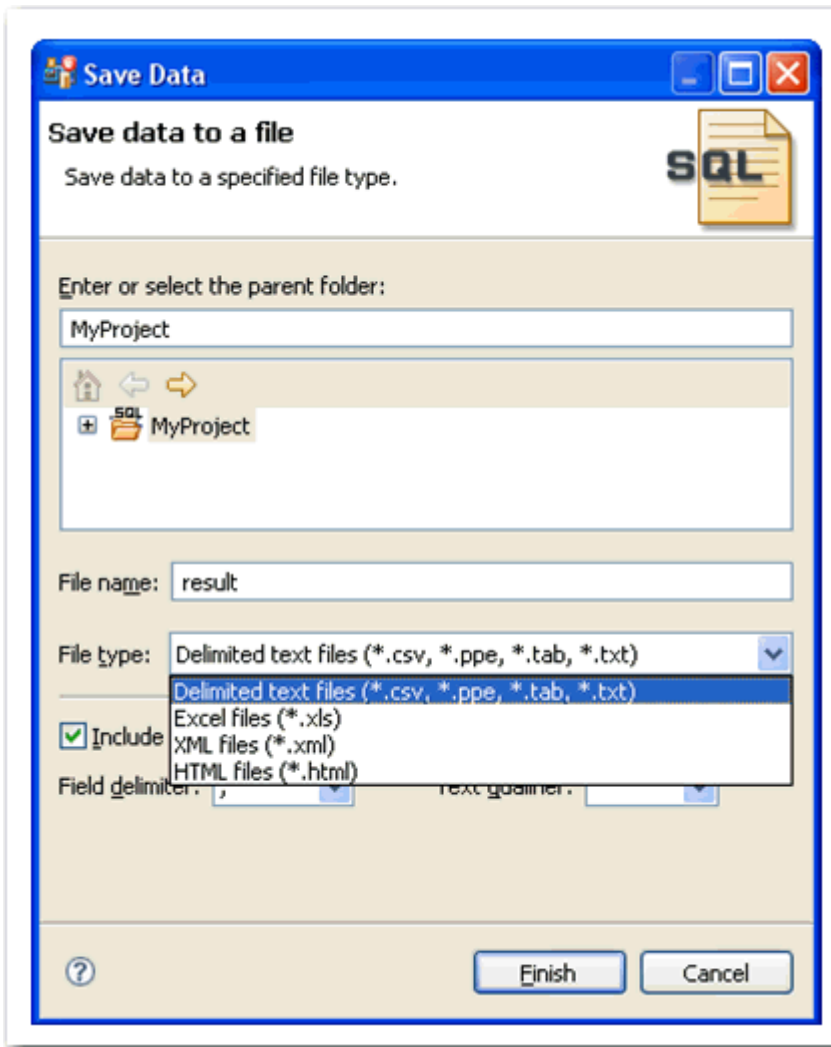 Save Data
Save data to a file
Save data to a specified file type.
SQL
Enter or select the parent folder:
MyProject
SQL
MyProject
File name: result
File type: Delimited text files (*.csv, *.ppe, *.tab, *.txt)
Delimited text files (*.csv, *.ppe, *.tab, *.txt)
Excel files (*.xls)
Include
XML files (*.xml)
HTML files (*.html)
Field delimiter: , Text qualifier:
Finish Cancel